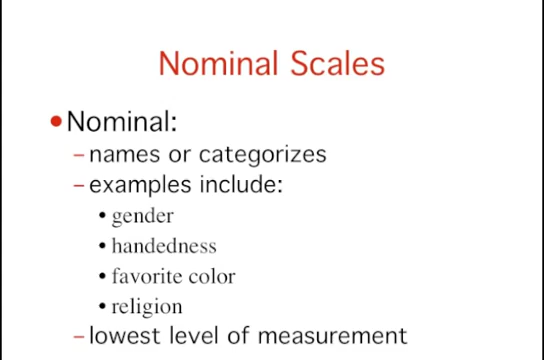 Nominal Scales
• Nominal:
– names or categorizes
– examples include:
• gender
• handedness
• favorite color
• religion
– lowest level of measurement